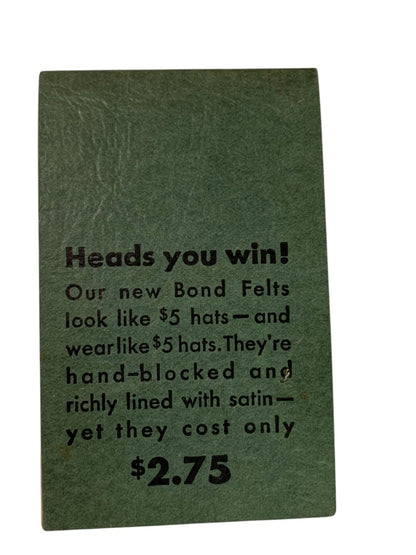 Heads you win!
Our new Bond Felts
look like $5 hats—and
wear like $5 hats. They're
hand-blocked and
richly lined with satin—
yet they cost only
$2.75